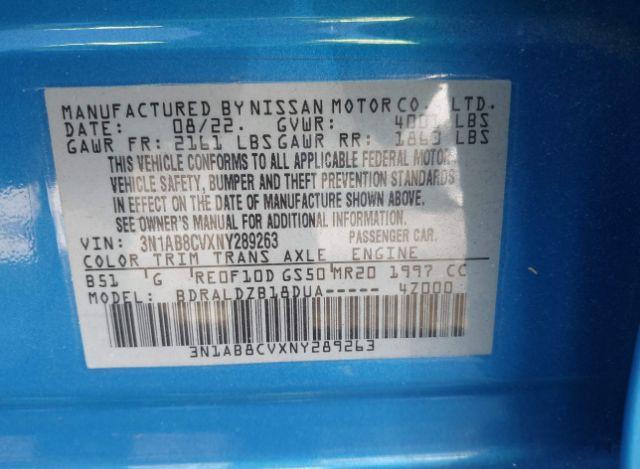 MANUFACTURED BY NISSAN MOTOR CO., LTD.
DATE: 08/22. GVWR: 4001 LBS
GAWR FR: 2161 LBS GAWR RR: 1863 LBS
THIS VEHICLE CONFORMS TO ALL APPLICABLE FEDERAL MOTOR
VEHICLE SAFETY, BUMPER AND THEFT PREVENTION STANDARDS
IN EFFECT ON THE DATE OF MANUFACTURE SHOWN ABOVE.
SEE OWNER'S MANUAL FOR ADDITIONAL INFORMATION.
VIN: 3N1AB8CVXNY289263 PASSENGER CAR.
COLOR TRIM TRANS AXLE ENGINE
B51 G RE0F10D GS50 MR20 1997 CC
MODEL: BDRALDZB18DUA----- 4Z000
3N1AB8CVXNY289263